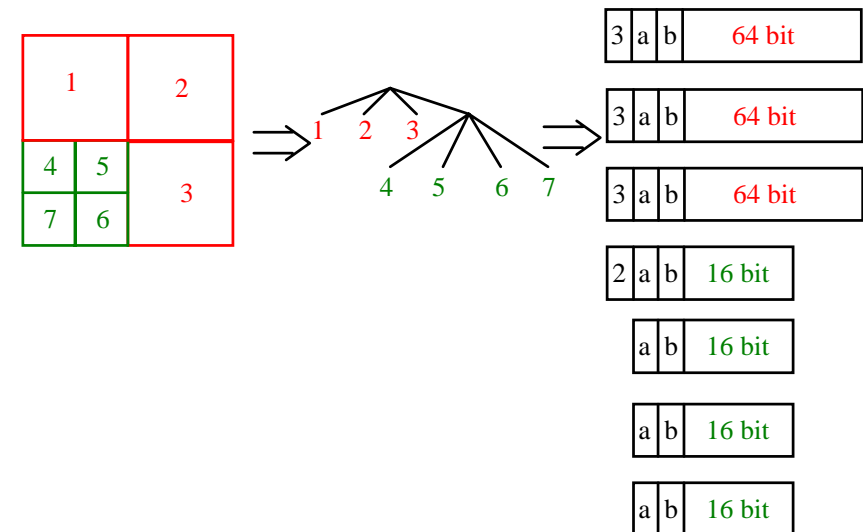 1 2
4 5
3
7 6
1 2 3
4 5 6 7
3 a b 64 bit
3 a b 64 bit
3 a b 64 bit
2 a b 16 bit
a b 16 bit
a b 16 bit
a b 16 bit